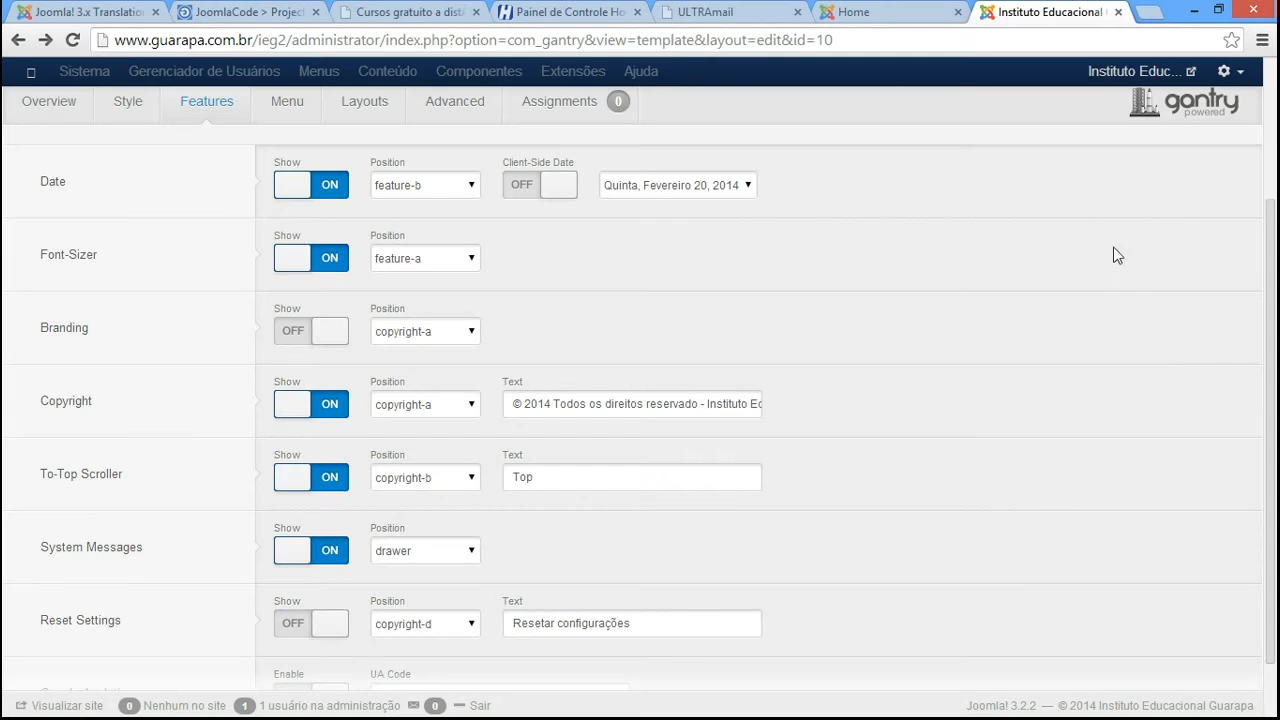 Joomla! 3.x Translation
JoomlaCode > Project
Cursos gratuito a dist
Painel de Controle Ho
ULTRAmail
Home
Instituto Educacional
www.guarapa.com.br/ieg2/administrator/index.php?option=com_gantry&view=template&layout=edit&id=10
Sistema Gerenciador de Usuários Menus Conteúdo Componentes Extensões Ajuda Instituto Educ...
Overview Style Features Menu Layouts Advanced Assignments 0 gantry
powered
Show Position Client-Side Date
Date ON feature-b OFF Quinta, Fevereiro 20, 2014
Show Position
Font-Sizer ON feature-a
Show Position
Branding OFF copyright-a
Show Position Text
Copyright ON copyright-a © 2014 Todos os direitos reservado - Instituto Ed
Show Position Text
To-Top Scroller ON copyright-b Top
Show Position
System Messages ON drawer
Show Position Text
Reset Settings OFF copyright-d Resetar configurações
Enable UA Code
Visualizar site 0 Nenhum no site 1 1 usuário na administração 0 Sair Joomla! 3.2.2 — © 2014 Instituto Educacional Guarapa